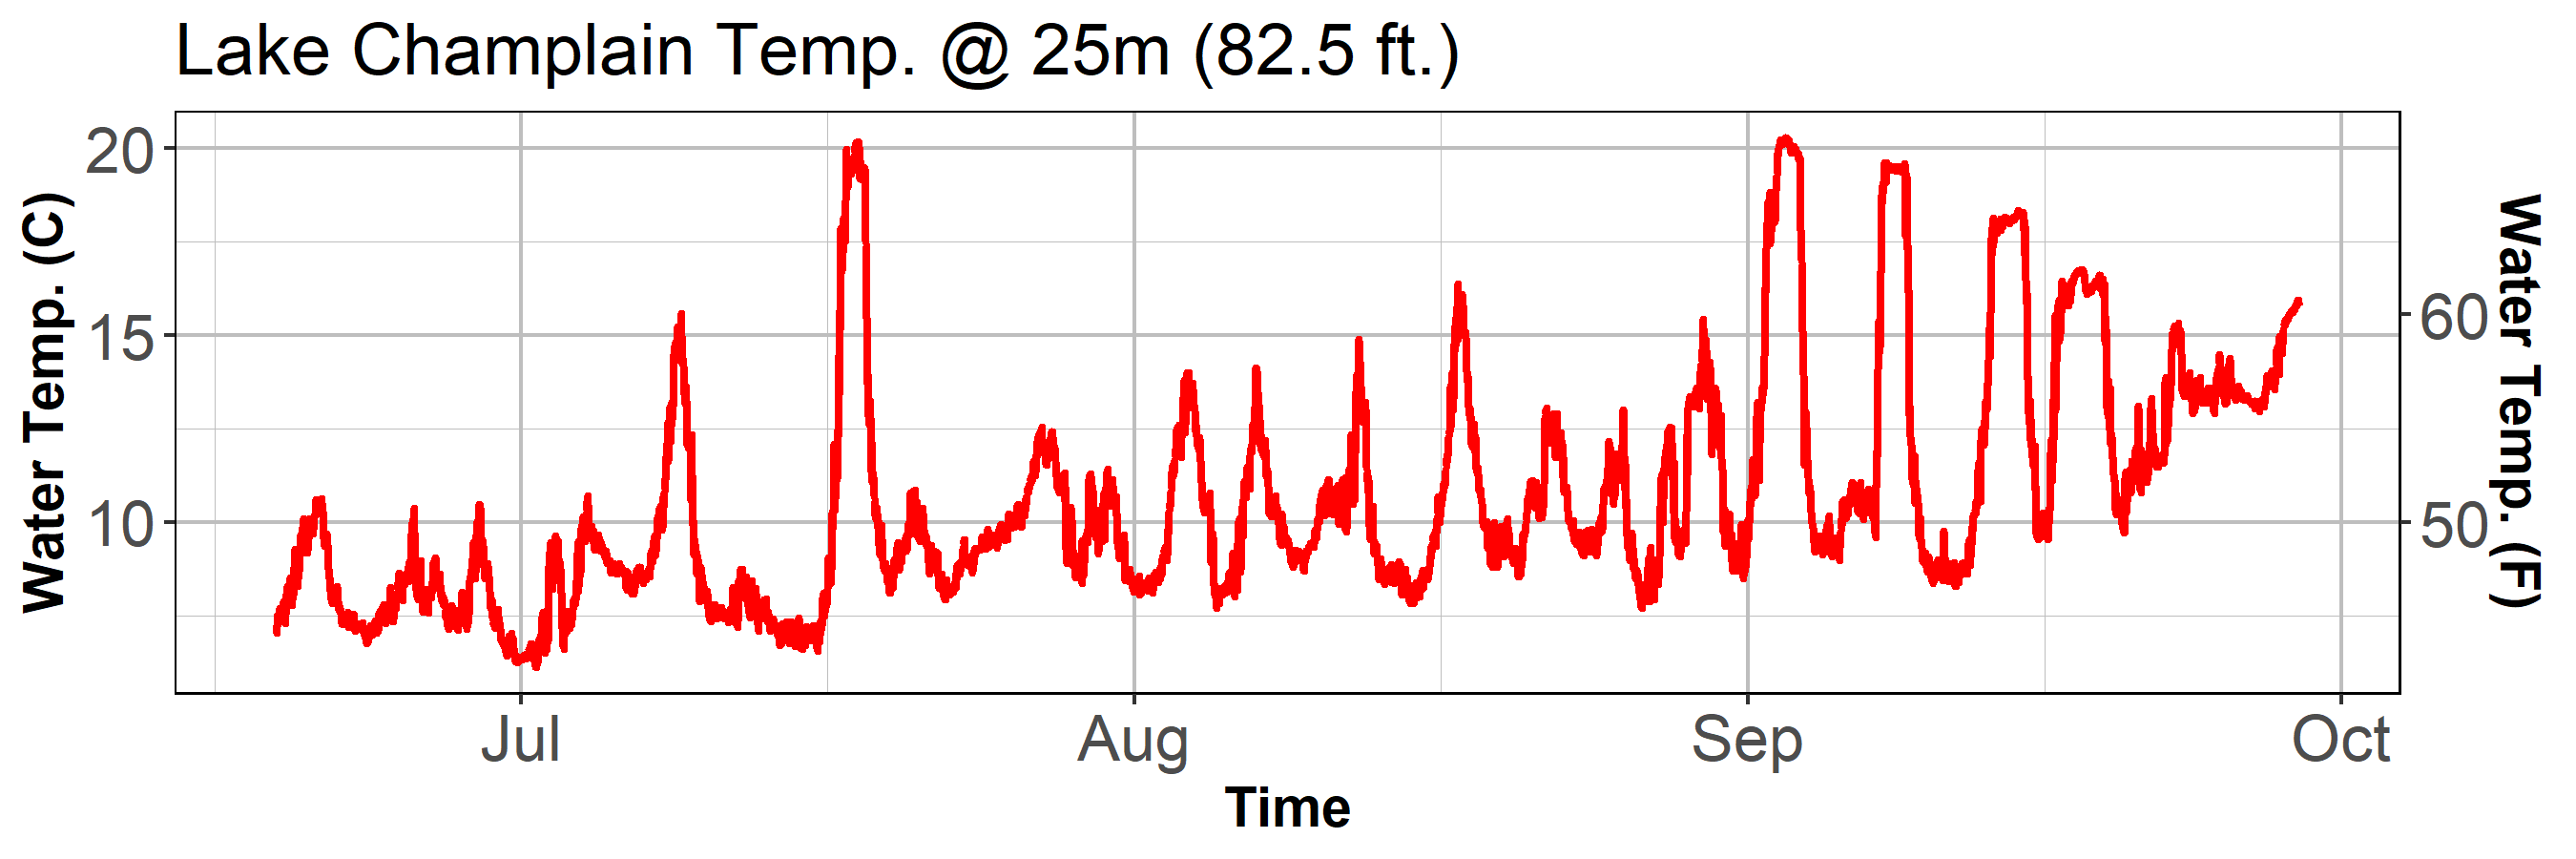 Lake Champlain Temp. @ 25m (82.5 ft.)
Water Temp. (C)
20
15
10
60
50
Water Temp. (F)
Jul Aug Sep Oct
Time